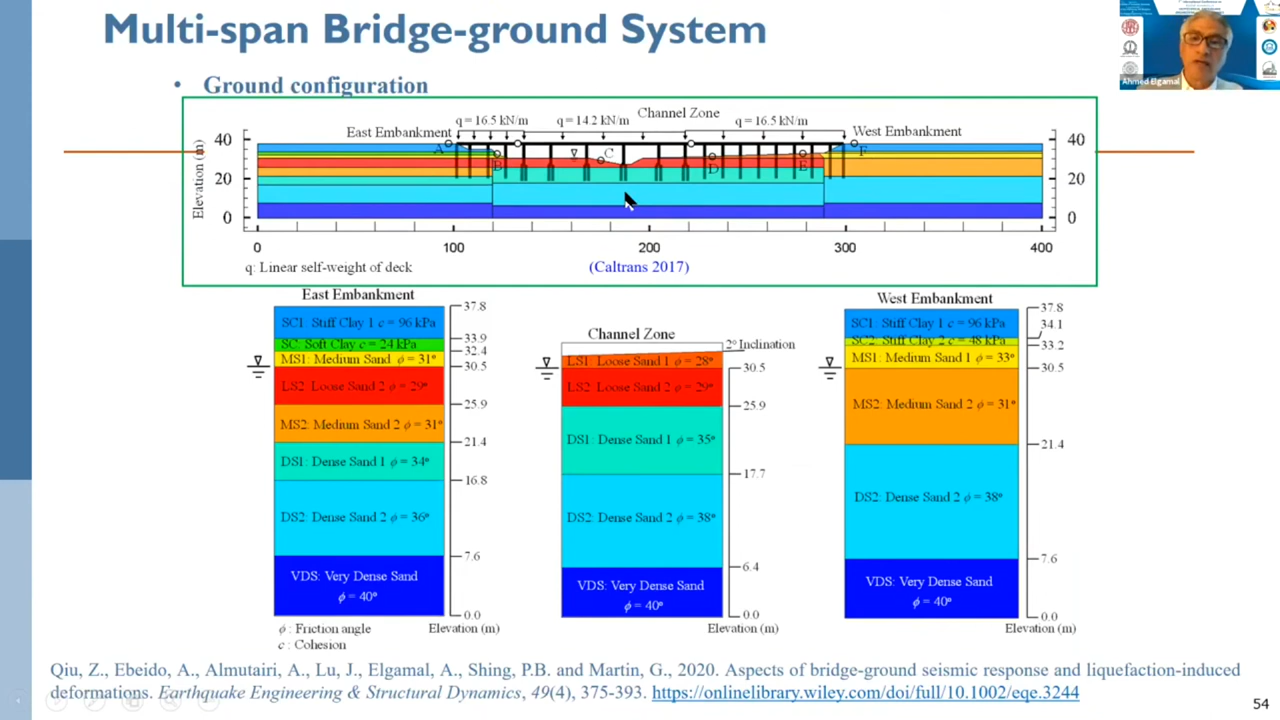 Multi-span Bridge-ground System
• Ground configuration
Ahmed Elgamal
Channel Zone
q = 16.5 kN/m q = 14.2 kN/m q = 16.5 kN/m
East Embankment West Embankment
40 40
A F
B C D E
Elevation (m)
20 20
0 0
0 100 200 300 400
q: Linear self-weight of deck (Caltrans 2017)
East Embankment
37.8
SC1: Stiff Clay 1 c = 96 kPa
33.9
SC: Soft Clay c = 24 kPa
32.4
MS1: Medium Sand ϕ = 31°
30.5
LS2: Loose Sand 2 ϕ = 29°
25.9
MS2: Medium Sand 2 ϕ = 31°
21.4
DS1: Dense Sand 1 ϕ = 34°
16.8
DS2: Dense Sand 2 ϕ = 36°
7.6
VDS: Very Dense Sand
ϕ = 40°
0.0
ϕ : Friction angle Elevation (m)
c : Cohesion
Channel Zone
2° Inclination
LS1: Loose Sand 1 ϕ = 28°
30.5
LS2: Loose Sand 2 ϕ = 29°
25.9
DS1: Dense Sand 1 ϕ = 35°
17.7
DS2: Dense Sand 2 ϕ = 38°
6.4
VDS: Very Dense Sand
ϕ = 40°
0.0
Elevation (m)
West Embankment
37.8
SC1: Stiff Clay 1 c = 96 kPa
34.1
SC2: Stiff Clay 2 c = 48 kPa
33.2
MS1: Medium Sand 1 ϕ = 33°
30.5
MS2: Medium Sand 2 ϕ = 31°
21.4
DS2: Dense Sand 2 ϕ = 38°
7.6
VDS: Very Dense Sand
ϕ = 40°
0.0
Elevation (m)
Qiu, Z., Ebeido, A., Almutairi, A., Lu, J., Elgamal, A., Shing, P.B. and Martin, G., 2020. Aspects of bridge-ground seismic response and liquefaction-induced
deformations. Earthquake Engineering & Structural Dynamics, 49(4), 375-393. https://onlinelibrary.wiley.com/doi/full/10.1002/eqe.3244
54